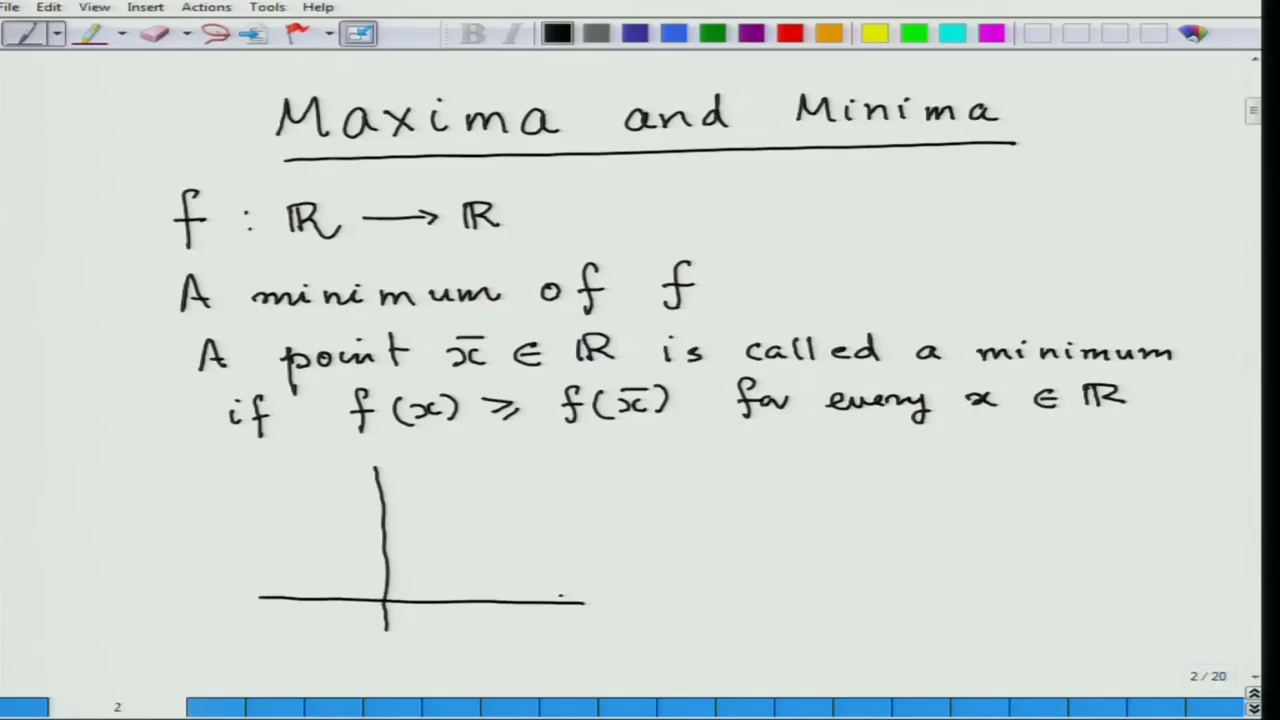 File Edit View Insert Actions Tools Help
B I
Maxima and Minima
f : ℝ ⟶ ℝ
A minimum of f
A point x̄ ∈ ℝ is called a minimum
if f(x) ⩾ f(x̄) for every x ∈ ℝ
2 / 20
2